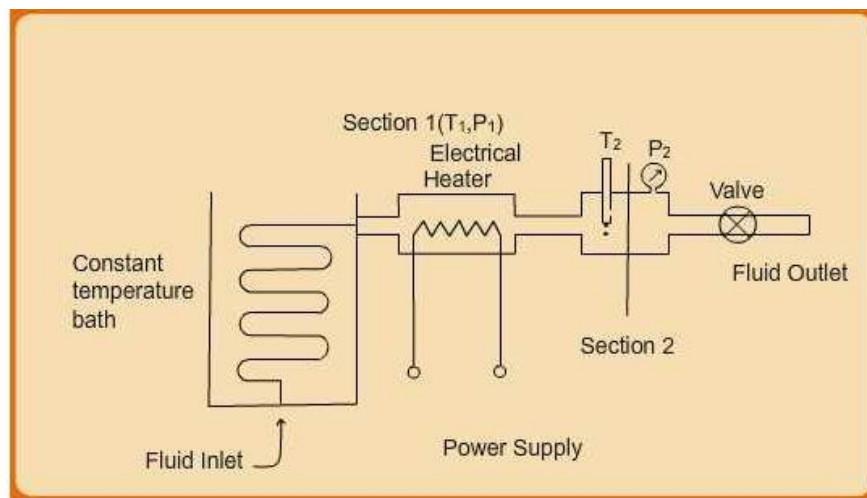 Section 1(T₁,P₁)
Electrical
Heater
T₂
P₂
Valve
Constant
temperature
bath
Fluid Outlet
Section 2
Fluid Inlet
Power Supply